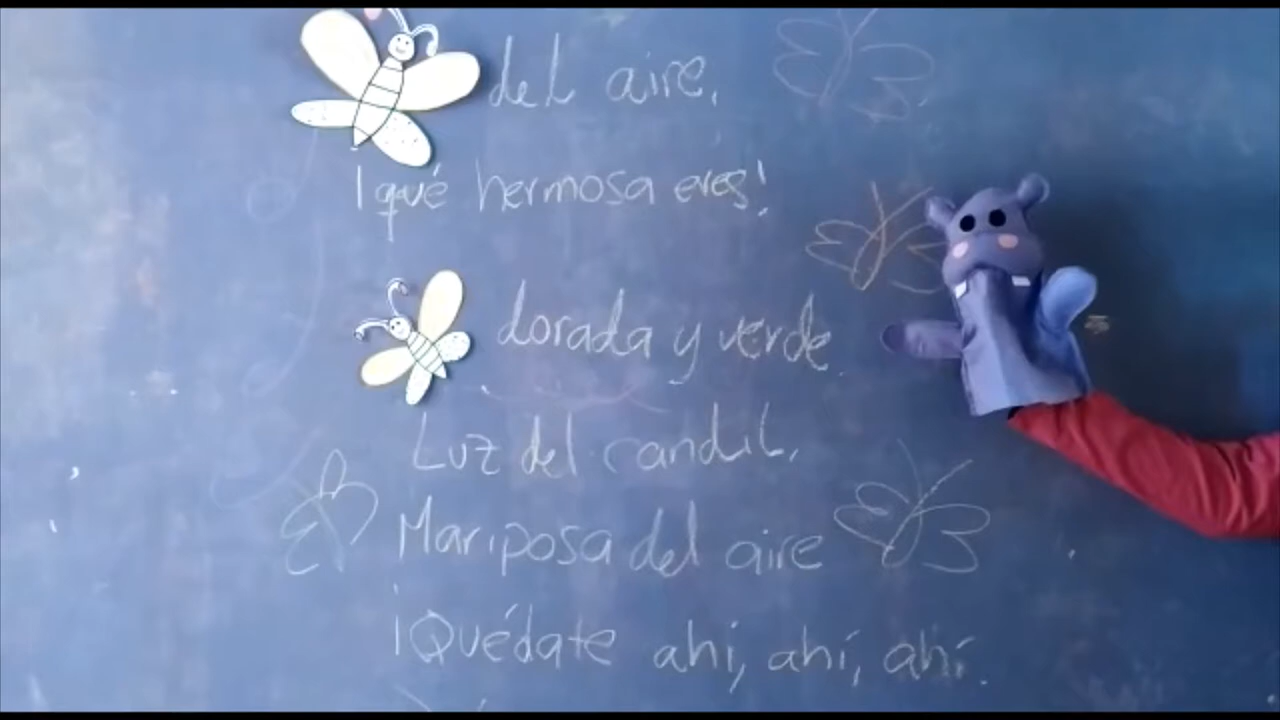 del aire,
¡qué hermosa eres!
dorada y verde.
Luz del candil,
Mariposa del aire
¡Quédate ahí, ahí, ahí.